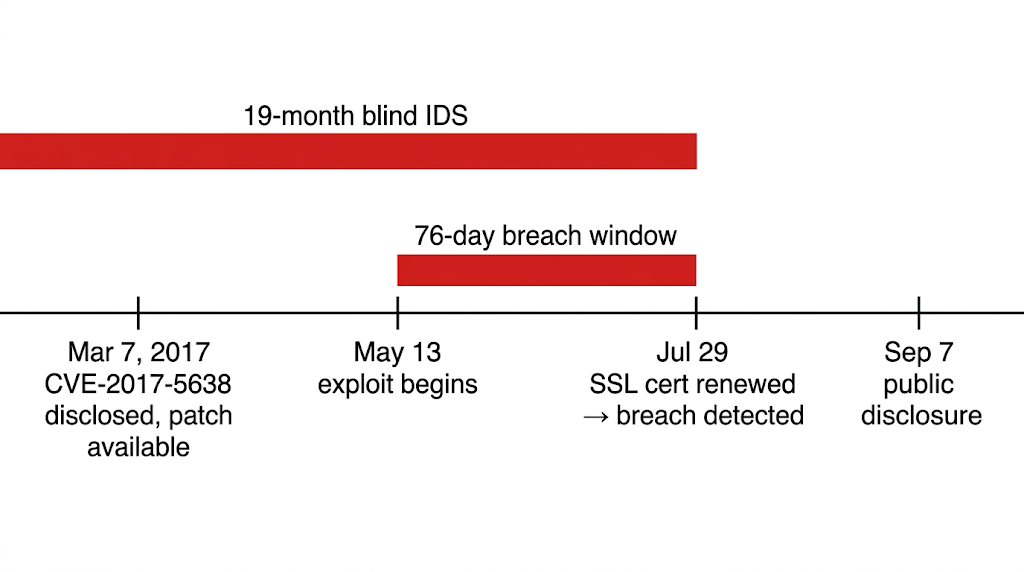 19-month blind IDS
76-day breach window
Mar 7, 2017
CVE-2017-5638
disclosed, patch
available
May 13
exploit begins
Jul 29
SSL cert renewed
→ breach detected
Sep 7
public
disclosure